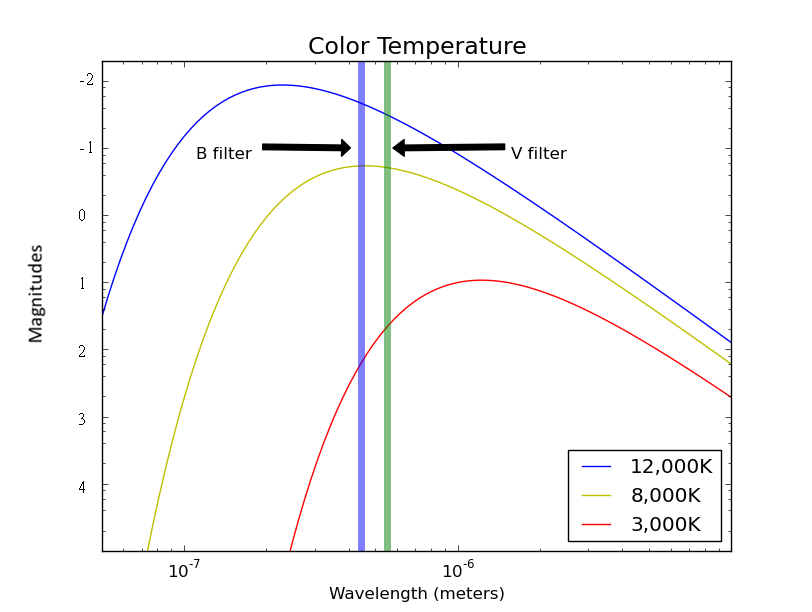 Color Temperature
-2
-1
0
1
2
3
4
Magnitudes
B filter
V filter
12,000K
8,000K
3,000K
10⁻⁷
10⁻⁶
Wavelength (meters)